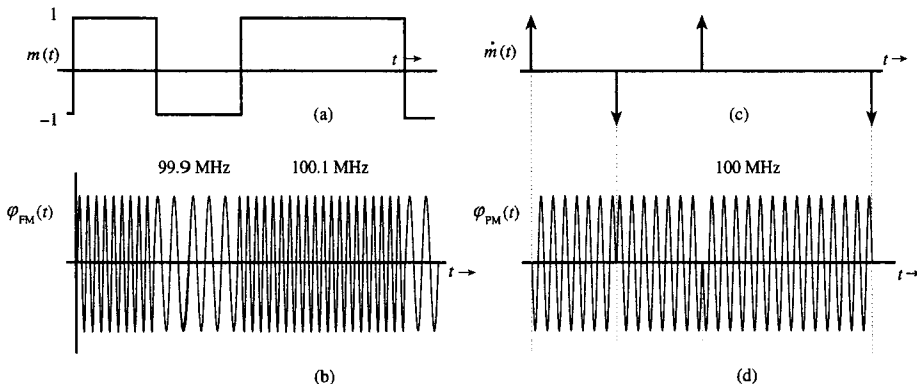 1
m(t)
t →
−1
(a)
ṁ(t)
t →
(c)
99.9 MHz
100.1 MHz
φFM(t)
t →
(b)
100 MHz
φPM(t)
t →
(d)